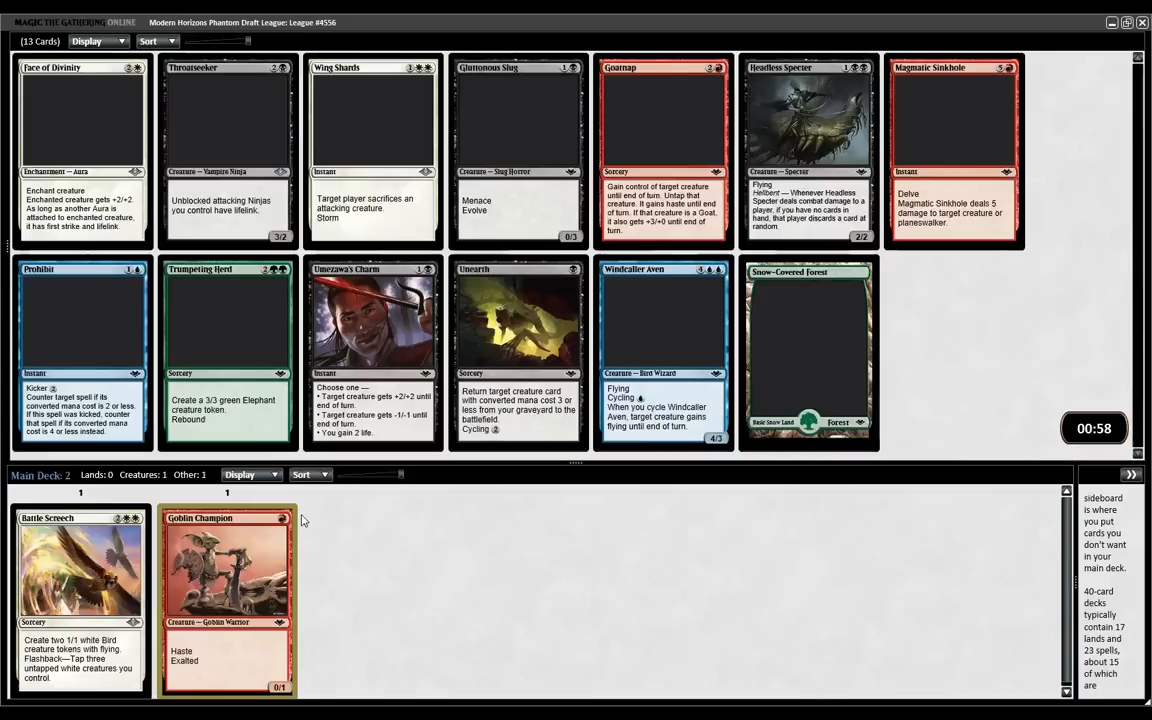 MAGIC THE GATHERING ONLINE Modern Horizons Phantom Draft League: League #4556
(13 Cards) Display Sort
Face of Divinity 2
Enchantment — Aura
Enchant creature
Enchanted creature gets +2/+2.
As long as another Aura is
attached to enchanted creature,
it has first strike and lifelink.
Throatseeker 2
Creature — Vampire Ninja
Unblocked attacking Ninjas
you control have lifelink.
3/2
Wing Shards 1
Instant
Target player sacrifices an
attacking creature.
Storm
Gluttonous Slug 1
Creature — Slug Horror
Menace
Evolve
0/3
Goatnap 2
Sorcery
Gain control of target creature
until end of turn. Untap that
creature. It gains haste until
end of turn. If that creature is a
Goat, it also gets +3/+0 until end of
turn.
Headless Specter 1
Creature — Specter
Flying
Hellbent — Whenever Headless
Specter deals combat damage to a
player, if you have no cards in
hand, that player discards a card at
random.
2/2
Magmatic Sinkhole 5
Instant
Delve
Magmatic Sinkhole deals 5
damage to target creature or
planeswalker.
Prohibit 1
Instant
Kicker 2
Counter target spell if its
converted mana cost is 2 or less.
If this spell was kicked, counter
that spell if its converted mana
cost is 4 or less instead.
Trumpeting Herd 2
Sorcery
Create a 3/3 green Elephant
creature token.
Rebound
Umezawa's Charm 1
Instant
Choose one —
• Target creature gets +2/+2 until
end of turn.
• Target creature gets -1/-1 until
end of turn.
• You gain 2 life.
Unearth
Sorcery
Return target creature card
with converted mana cost 3 or
less from your graveyard to the
battlefield.
Cycling 2
Windcaller Aven 4
Creature — Bird Wizard
Flying
Cycling
When you cycle Windcaller
Aven, target creature gains
flying until end of turn.
4/3
Snow-Covered Forest
Basic Snow Land Forest
00:58
Main Deck: 2 Lands: 0 Creatures: 1 Other: 1 Display Sort
1 1
Battle Screech 2
Sorcery
Create two 1/1 white Bird
creature tokens with flying.
Flashback—Tap three
untapped white creatures you
control.
Goblin Champion
Creature — Goblin Warrior
Haste
Exalted
0/1
sideboard
is where
you put
cards you
don't want
in your
main deck.
40-card
decks
typically
contain 17
lands and
23 spells,
about 15
of which
are